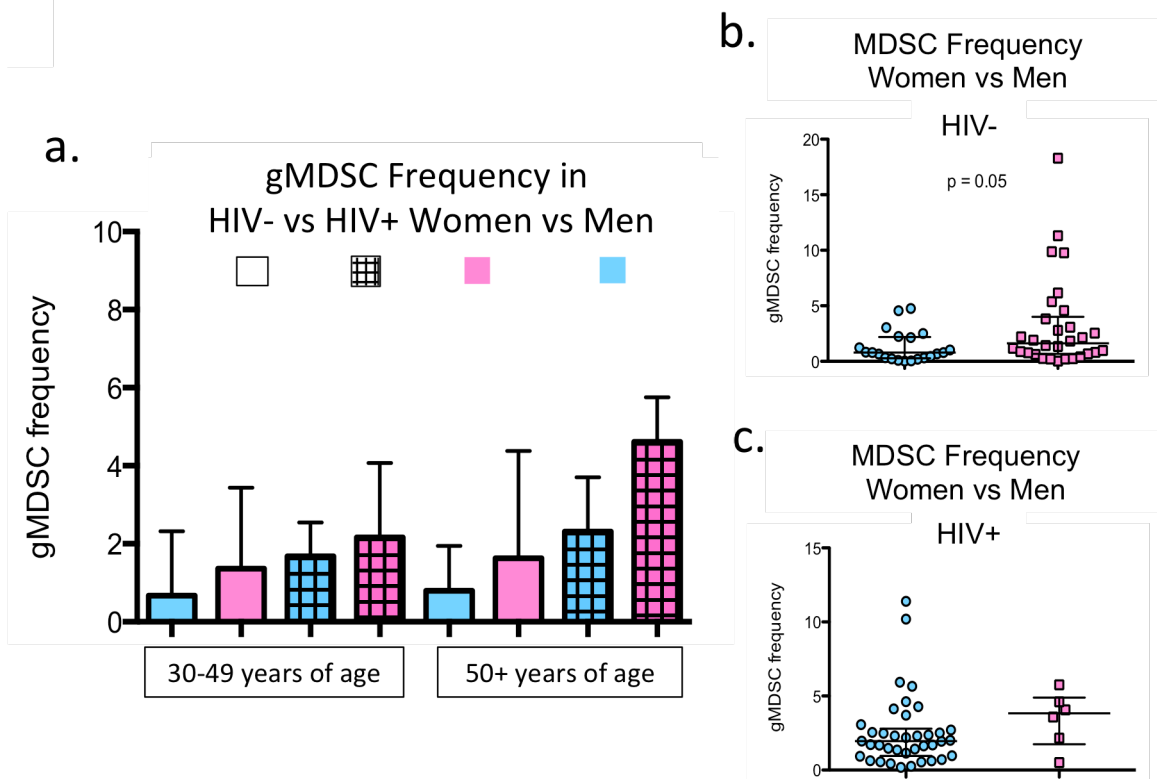 a.
gMDSC Frequency in
HIV- vs HIV+ Women vs Men
gMDSC frequency
10
8
6
4
2
0
30-49 years of age
50+ years of age
b.
MDSC Frequency
Women vs Men
HIV-
p = 0.05
gMDSC frequency
20
15
10
5
0
c.
MDSC Frequency
Women vs Men
HIV+
gMDSC frequency
15
10
5
0